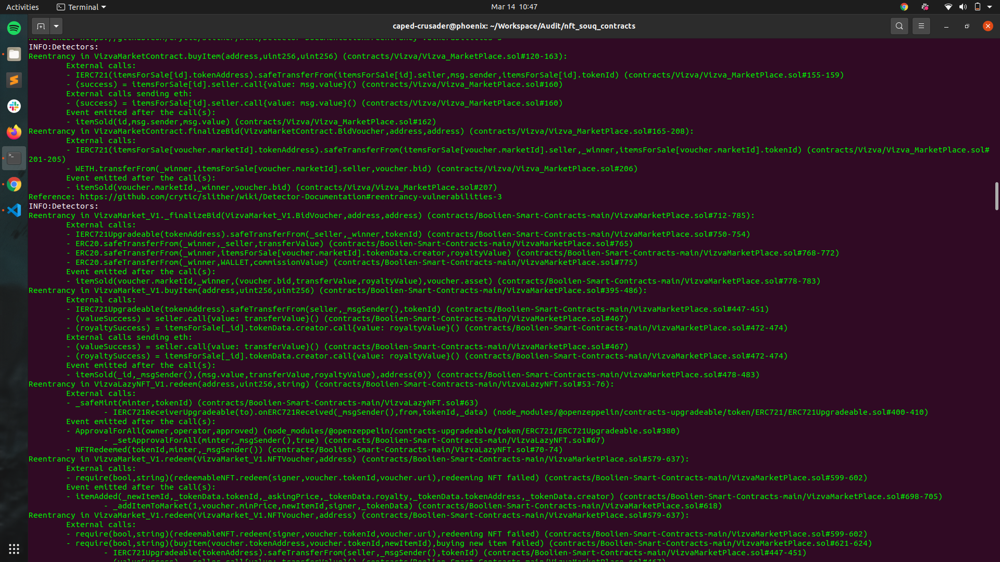 Activities
Terminal
Mar 14 10:47
caped-crusader@phoenix: ~/Workspace/Audit/nft_souq_contracts
Reference: https://github.com/crytic/slither/wiki/Detector-Documentation#reentrancy-vulnerabilities-3
INFO:Detectors:
Reentrancy in VizvaMarketContract.buyItem(address,uint256,uint256) (contracts/Vizva/Vizva_MarketPlace.sol#120-163):
External calls:
- IERC721(itemsForSale[id].tokenAddress).safeTransferFrom(itemsForSale[id].seller,msg.sender,itemsForSale[id].tokenId) (contracts/Vizva/Vizva_MarketPlace.sol#155-159)
- (success) = itemsForSale[id].seller.call{value: msg.value}() (contracts/Vizva/Vizva_MarketPlace.sol#160)
External calls sending eth:
- (success) = itemsForSale[id].seller.call{value: msg.value}() (contracts/Vizva/Vizva_MarketPlace.sol#160)
Event emitted after the call(s):
- itemSold(id,msg.sender,msg.value) (contracts/Vizva/Vizva_MarketPlace.sol#162)
Reentrancy in VizvaMarketContract.finalizeBid(VizvaMarketContract.BidVoucher,address,address) (contracts/Vizva/Vizva_MarketPlace.sol#165-208):
External calls:
- IERC721(itemsForSale[voucher.marketId].tokenAddress).safeTransferFrom(itemsForSale[voucher.marketId].seller,_winner,itemsForSale[voucher.marketId].tokenId) (contracts/Vizva/Vizva_MarketPlace.sol#
201-205)
- WETH.transferFrom(_winner,itemsForSale[voucher.marketId].seller,voucher.bid) (contracts/Vizva/Vizva_MarketPlace.sol#206)
Event emitted after the call(s):
- itemSold(voucher.marketId,_winner,voucher.bid) (contracts/Vizva/Vizva_MarketPlace.sol#207)
Reference: https://github.com/crytic/slither/wiki/Detector-Documentation#reentrancy-vulnerabilities-3
INFO:Detectors:
Reentrancy in VizvaMarket_V1._finalizeBid(VizvaMarket_V1.BidVoucher,address,address) (contracts/Boolien-Smart-Contracts-main/VizvaMarketPlace.sol#712-785):
External calls:
- IERC721Upgradeable(tokenAddress).safeTransferFrom(_seller,_winner,tokenId) (contracts/Boolien-Smart-Contracts-main/VizvaMarketPlace.sol#750-754)
- ERC20.safeTransferFrom(_winner,_seller,transferValue) (contracts/Boolien-Smart-Contracts-main/VizvaMarketPlace.sol#765)
- ERC20.safeTransferFrom(_winner,itemsForSale[voucher.marketId].tokenData.creator,royaltyValue) (contracts/Boolien-Smart-Contracts-main/VizvaMarketPlace.sol#768-772)
- ERC20.safeTransferFrom(_winner,WALLET,commissionValue) (contracts/Boolien-Smart-Contracts-main/VizvaMarketPlace.sol#775)
Event emitted after the call(s):
- itemSold(voucher.marketId,_winner,(voucher.bid,transferValue,royaltyValue),voucher.asset) (contracts/Boolien-Smart-Contracts-main/VizvaMarketPlace.sol#778-783)
Reentrancy in VizvaMarket_V1.buyItem(address,uint256,uint256) (contracts/Boolien-Smart-Contracts-main/VizvaMarketPlace.sol#395-486):
External calls:
- IERC721Upgradeable(tokenAddress).safeTransferFrom(seller,_msgSender(),tokenId) (contracts/Boolien-Smart-Contracts-main/VizvaMarketPlace.sol#447-451)
- (valueSuccess) = seller.call{value: transferValue}() (contracts/Boolien-Smart-Contracts-main/VizvaMarketPlace.sol#467)
- (royaltySuccess) = itemsForSale[_id].tokenData.creator.call{value: royaltyValue}() (contracts/Boolien-Smart-Contracts-main/VizvaMarketPlace.sol#472-474)
External calls sending eth:
- (valueSuccess) = seller.call{value: transferValue}() (contracts/Boolien-Smart-Contracts-main/VizvaMarketPlace.sol#467)
- (royaltySuccess) = itemsForSale[_id].tokenData.creator.call{value: royaltyValue}() (contracts/Boolien-Smart-Contracts-main/VizvaMarketPlace.sol#472-474)
Event emitted after the call(s):
- itemSold(_id,_msgSender(),(msg.value,transferValue,royaltyValue),address(0)) (contracts/Boolien-Smart-Contracts-main/VizvaMarketPlace.sol#478-483)
Reentrancy in VizvaLazyNFT_V1.redeem(address,uint256,string) (contracts/Boolien-Smart-Contracts-main/VizvaLazyNFT.sol#53-76):
External calls:
- _safeMint(minter,tokenId) (contracts/Boolien-Smart-Contracts-main/VizvaLazyNFT.sol#63)
- IERC721ReceiverUpgradeable(to).onERC721Received(_msgSender(),from,tokenId,_data) (node_modules/@openzeppelin/contracts-upgradeable/token/ERC721/ERC721Upgradeable.sol#400-410)
Event emitted after the call(s):
- ApprovalForAll(owner,operator,approved) (node_modules/@openzeppelin/contracts-upgradeable/token/ERC721/ERC721Upgradeable.sol#380)
- _setApprovalForAll(minter,_msgSender(),true) (contracts/Boolien-Smart-Contracts-main/VizvaLazyNFT.sol#67)
- NFTRedeemed(tokenId,minter,_msgSender()) (contracts/Boolien-Smart-Contracts-main/VizvaLazyNFT.sol#70-74)
Reentrancy in VizvaMarket_V1.redeem(VizvaMarket_V1.NFTVoucher,address) (contracts/Boolien-Smart-Contracts-main/VizvaMarketPlace.sol#579-637):
External calls:
- require(bool,string)(redeemableNFT.redeem(signer,voucher.tokenId,voucher.uri),redeeming NFT failed) (contracts/Boolien-Smart-Contracts-main/VizvaMarketPlace.sol#599-602)
Event emitted after the call(s):
- itemAdded(_newItemId,_tokenData.tokenId,_askingPrice,_tokenData.royalty,_tokenData.tokenAddress,_tokenData.creator) (contracts/Boolien-Smart-Contracts-main/VizvaMarketPlace.sol#698-705)
- _addItemToMarket(1,voucher.minPrice,newItemId,signer,_tokenData) (contracts/Boolien-Smart-Contracts-main/VizvaMarketPlace.sol#618)
Reentrancy in VizvaMarket_V1.redeem(VizvaMarket_V1.NFTVoucher,address) (contracts/Boolien-Smart-Contracts-main/VizvaMarketPlace.sol#579-637):
External calls:
- require(bool,string)(redeemableNFT.redeem(signer,voucher.tokenId,voucher.uri),redeeming NFT failed) (contracts/Boolien-Smart-Contracts-main/VizvaMarketPlace.sol#599-602)
- require(bool,string)(buyItem(voucher.tokenAddress,voucher.tokenId,newItemId),buying new item failed) (contracts/Boolien-Smart-Contracts-main/VizvaMarketPlace.sol#621-624)
- IERC721Upgradeable(tokenAddress).safeTransferFrom(seller,_msgSender(),tokenId) (contracts/Boolien-Smart-Contracts-main/VizvaMarketPlace.sol#447-451)
- (valueSuccess) = seller.call{value: transferValue}() (contracts/Boolien-Smart-Contracts-main/VizvaMarketPlace.sol#467)